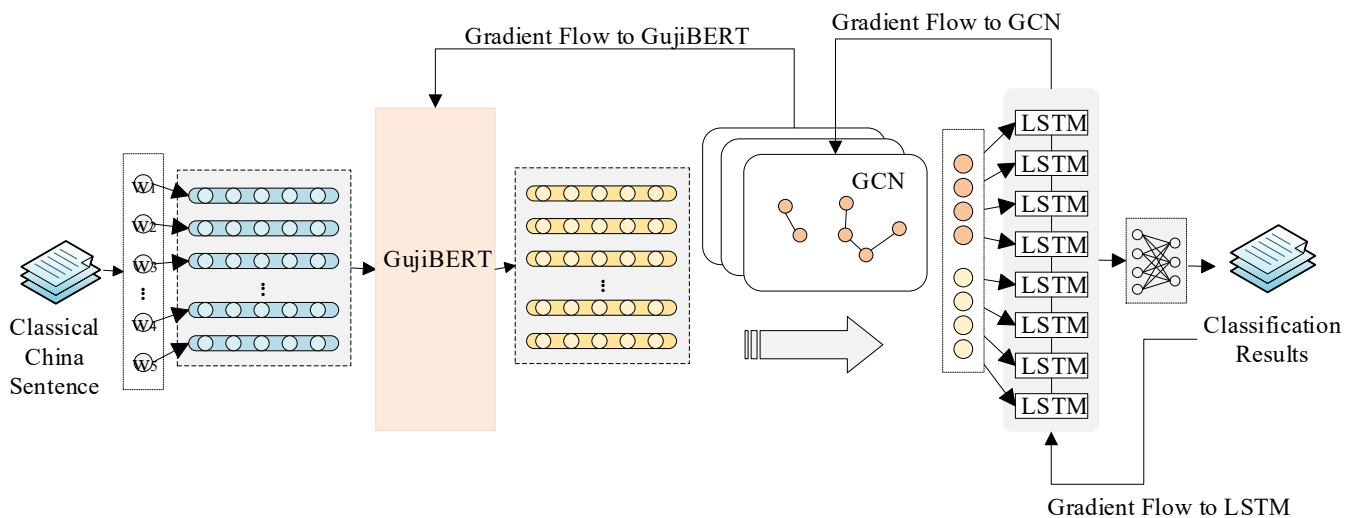 Gradient Flow to GujiBERT
Gradient Flow to GCN
W1
W2
W3
W4
W5
Classical
China
Sentence
GujiBERT
GCN
LSTM
LSTM
LSTM
LSTM
LSTM
LSTM
LSTM
LSTM
Classification
Results
Gradient Flow to LSTM